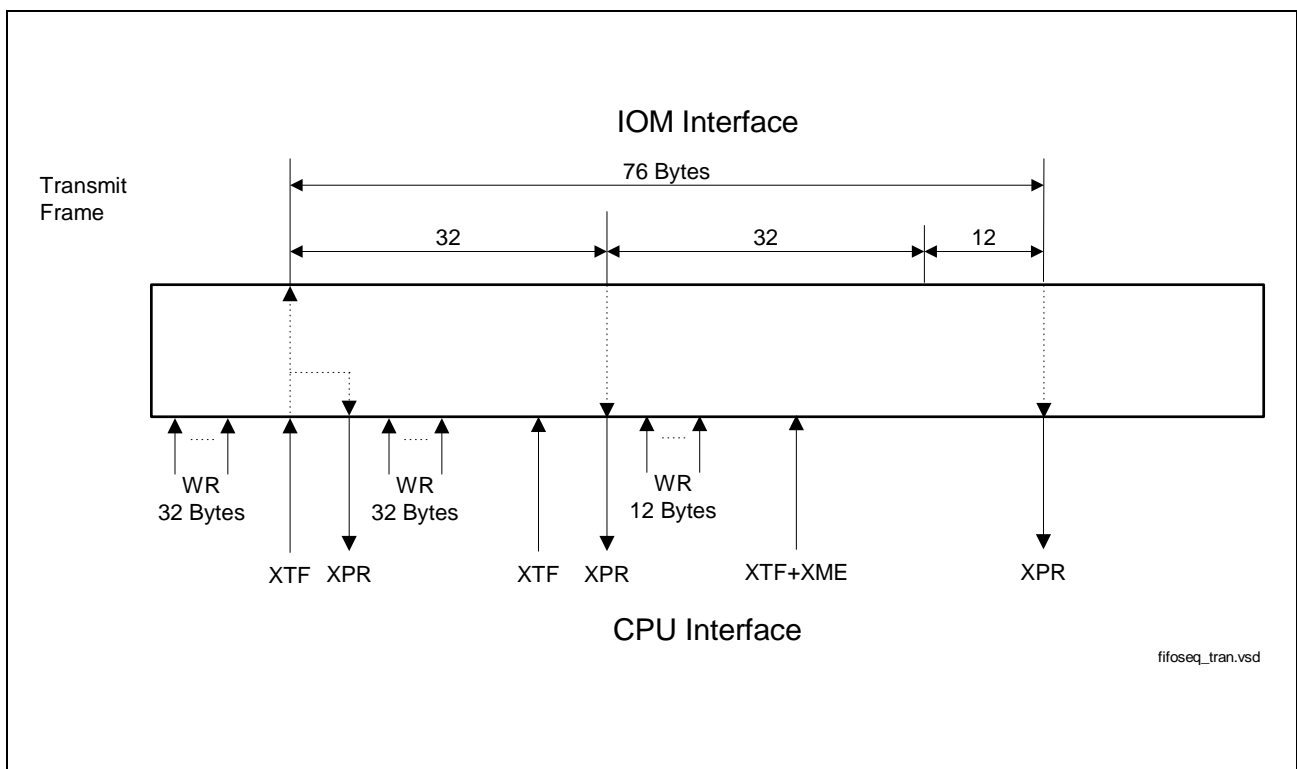 IOM Interface
76 Bytes
Transmit
Frame
32
32
12
.....
.....
.....
WR
32 Bytes
WR
32 Bytes
WR
12 Bytes
XTF
XPR
XTF
XPR
XTF+XME
XPR
CPU Interface
fifoseq_tran.vsd